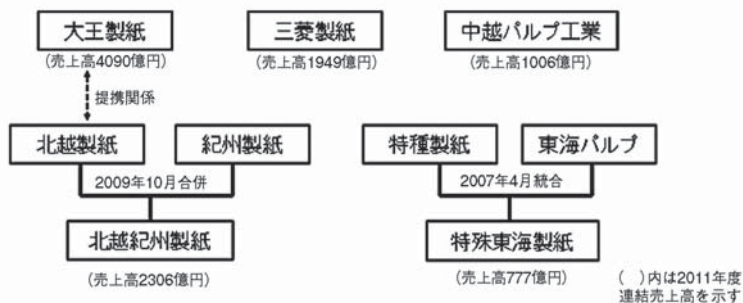 大王製紙 三菱製紙 中越パルプ工業
(売上高4090億円) (売上高1949億円) (売上高1006億円)
提携関係
北越製紙 紀州製紙 特種製紙 東海パルプ
2009年10月合併 2007年4月統合
北越紀州製紙 特殊東海製紙
(売上高2306億円) (売上高777億円)
( )内は2011年度
連結売上高を示す